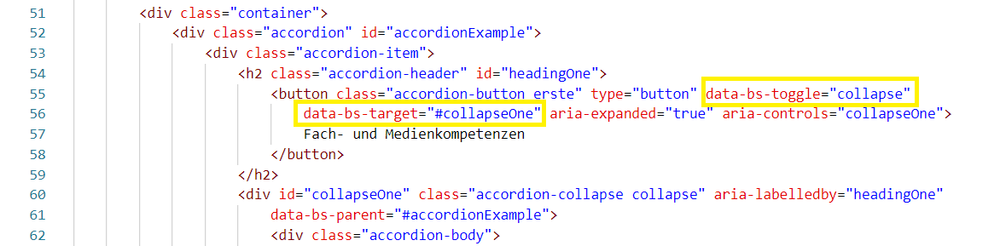 51 <div class="container">
52 <div class="accordion" id="accordionExample">
53 <div class="accordion-item">
54 <h2 class="accordion-header" id="headingOne">
55 <button class="accordion-button erste" type="button" data-bs-toggle="collapse"
56 data-bs-target="#collapseOne" aria-expanded="true" aria-controls="collapseOne">
57 Fach- und Medienkompetenzen
58 </button>
59 </h2>
60 <div id="collapseOne" class="accordion-collapse collapse" aria-labelledby="headingOne"
61 data-bs-parent="#accordionExample">
62 <div class="accordion-body">